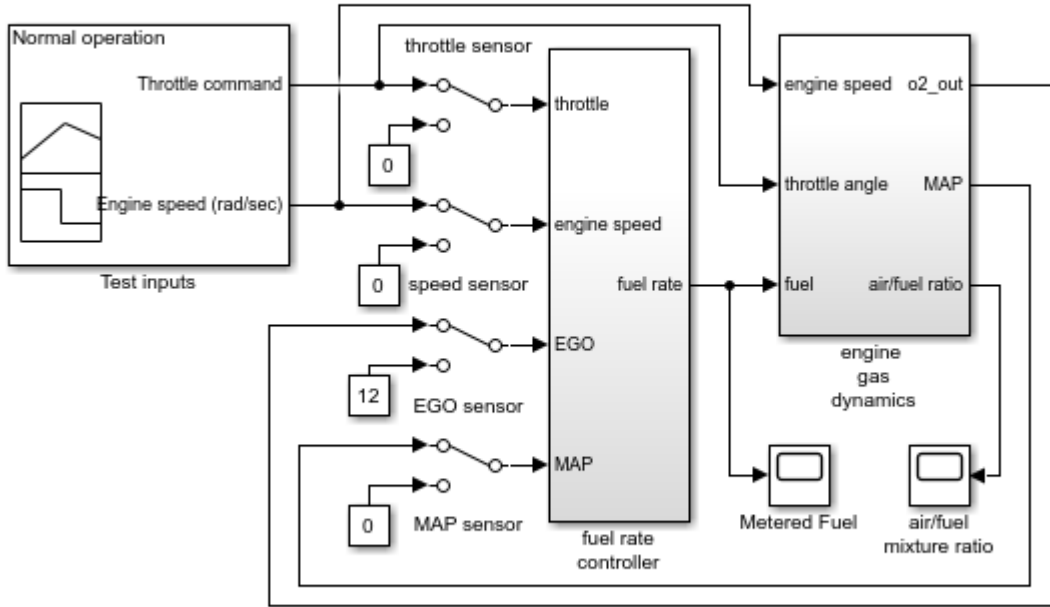 Normal operation
Throttle command
Engine speed (rad/sec)
Test inputs
throttle sensor
0
0
speed sensor
12
EGO sensor
0
MAP sensor
throttle
engine speed
fuel rate
EGO
MAP
fuel rate
controller
engine speed
o2_out
throttle angle
MAP
fuel
air/fuel ratio
engine
gas
dynamics
Metered Fuel
air/fuel
mixture ratio